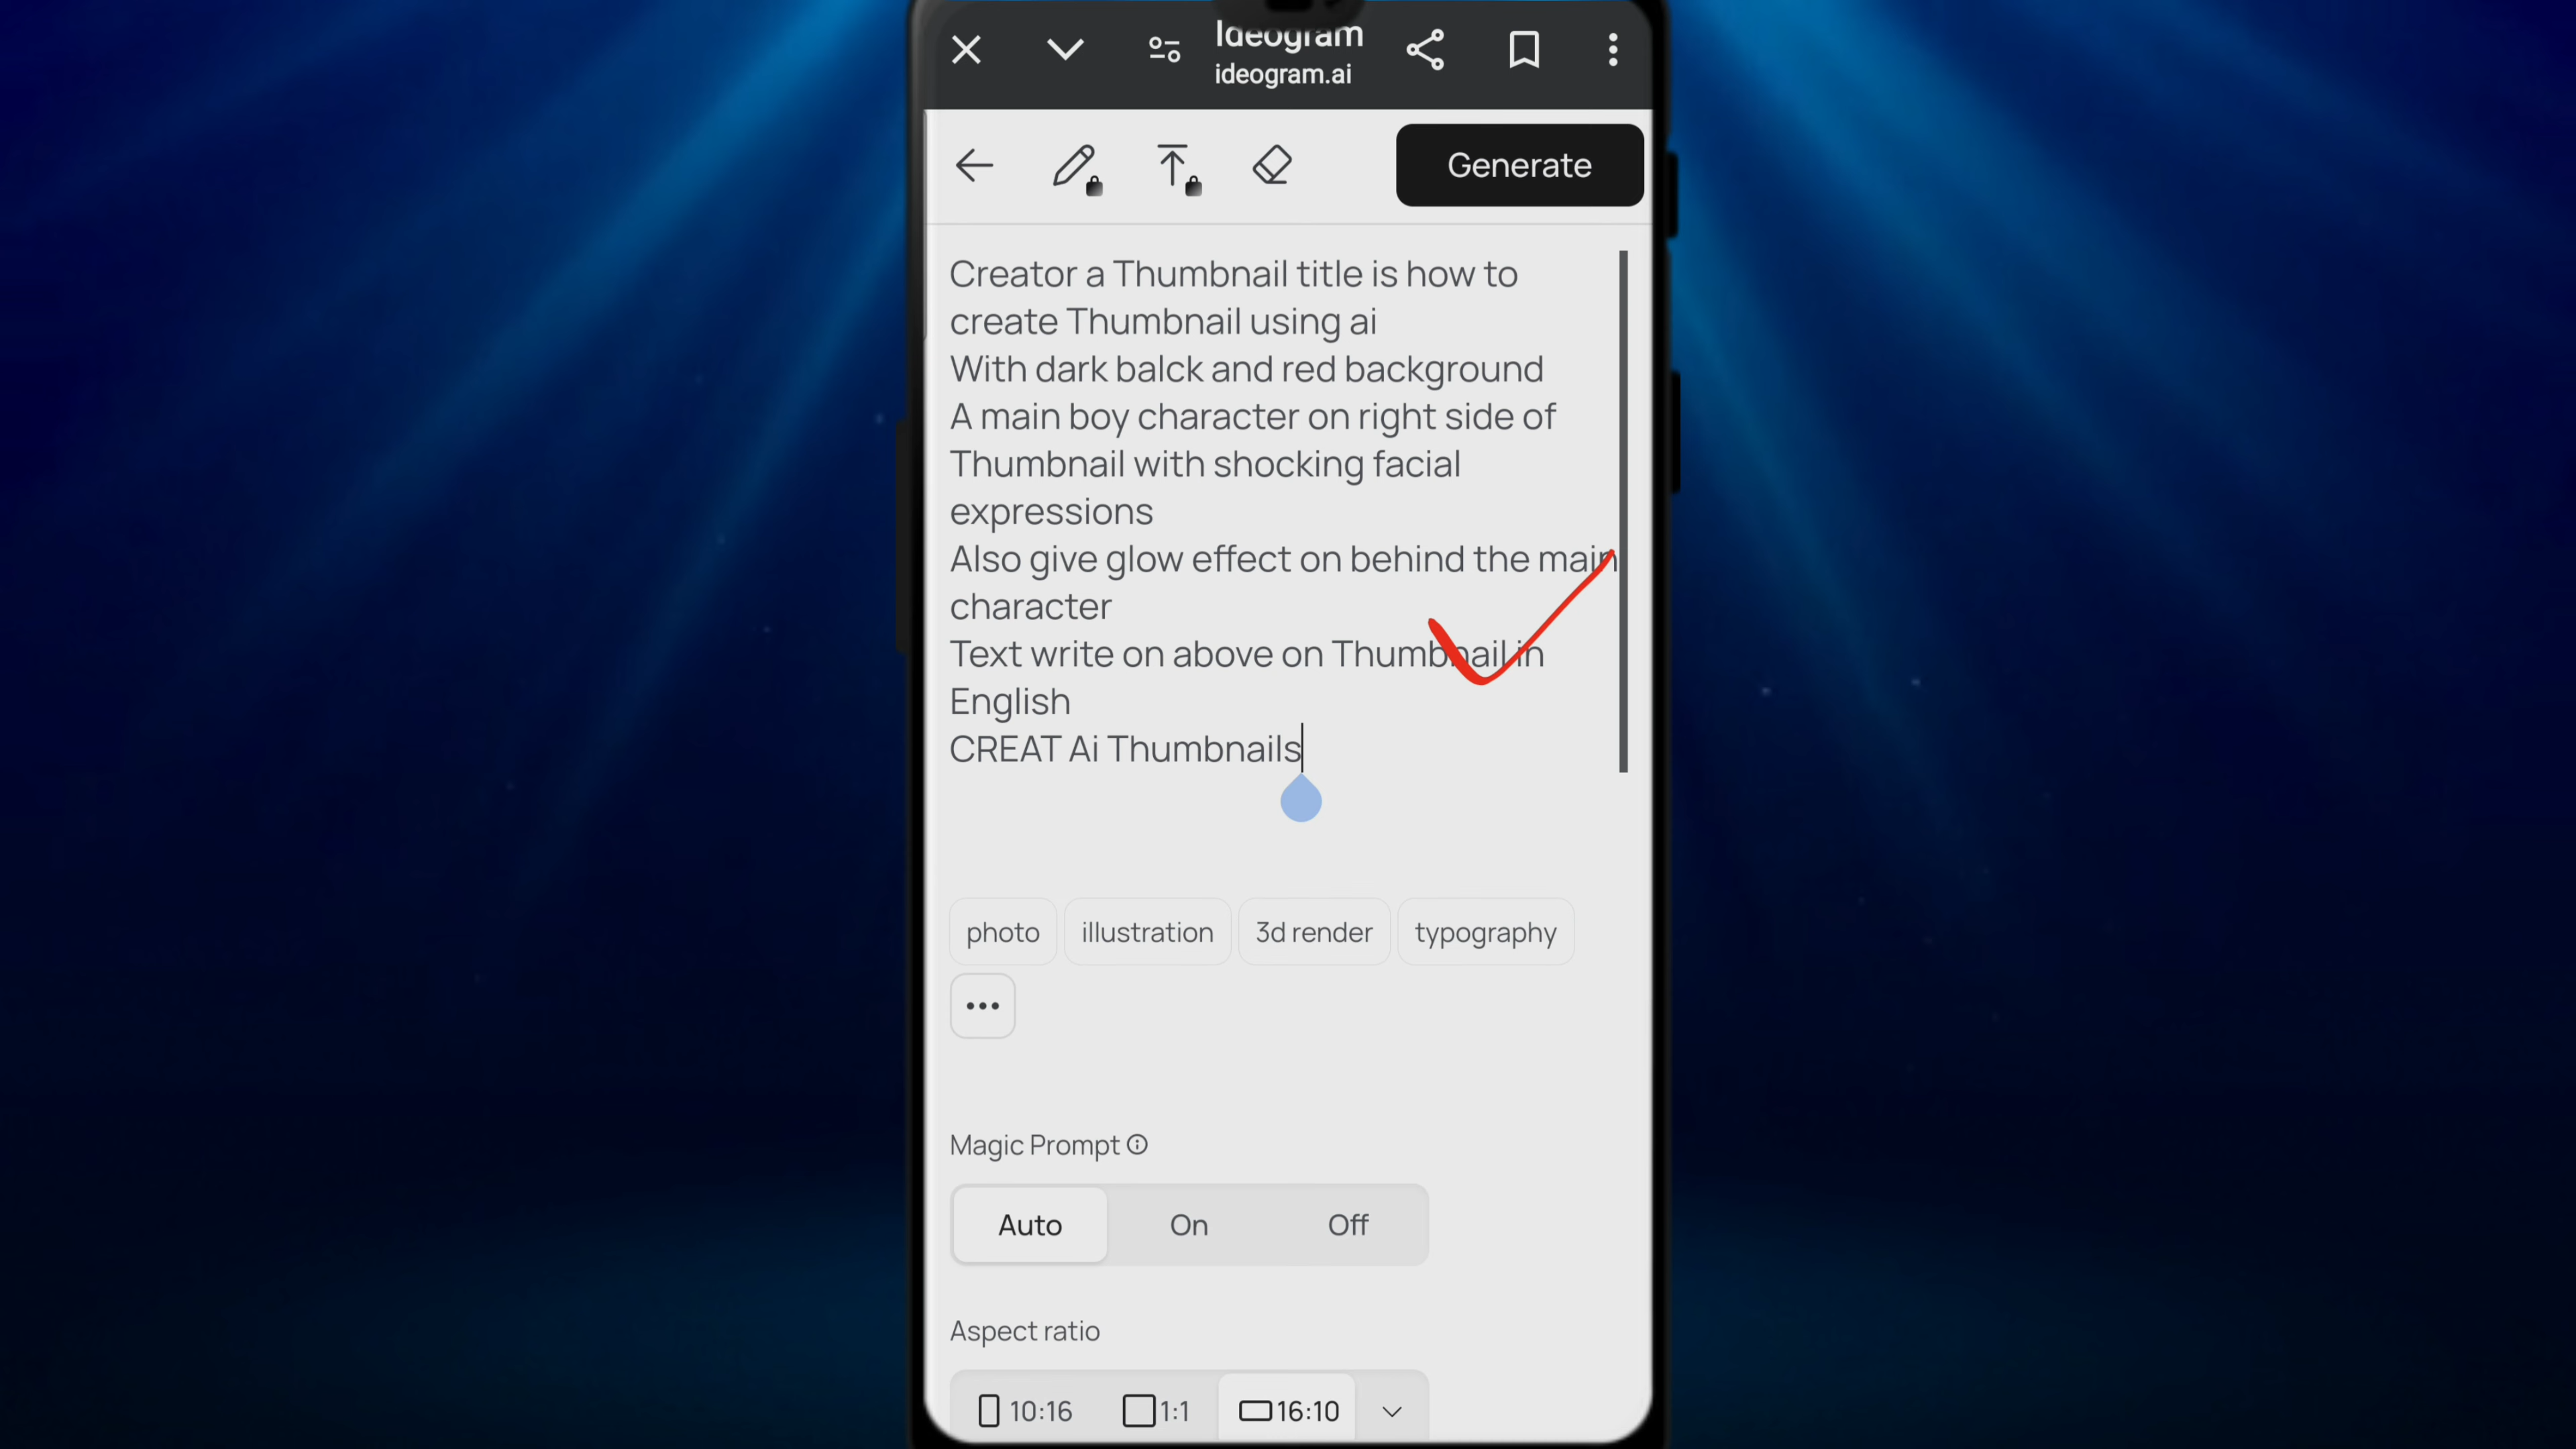 Ideogram
ideogram.ai
Generate
Creator a Thumbnail title is how to
create Thumbnail using ai
With dark balck and red background
A main boy character on right side of
Thumbnail with shocking facial
expressions
Also give glow effect on behind the main
character
Text write on above on Thumbnail in
English
CREAT Ai Thumbnails
photo illustration 3d render typography
Magic Prompt
Auto On Off
Aspect ratio
10:16 1:1 16:10